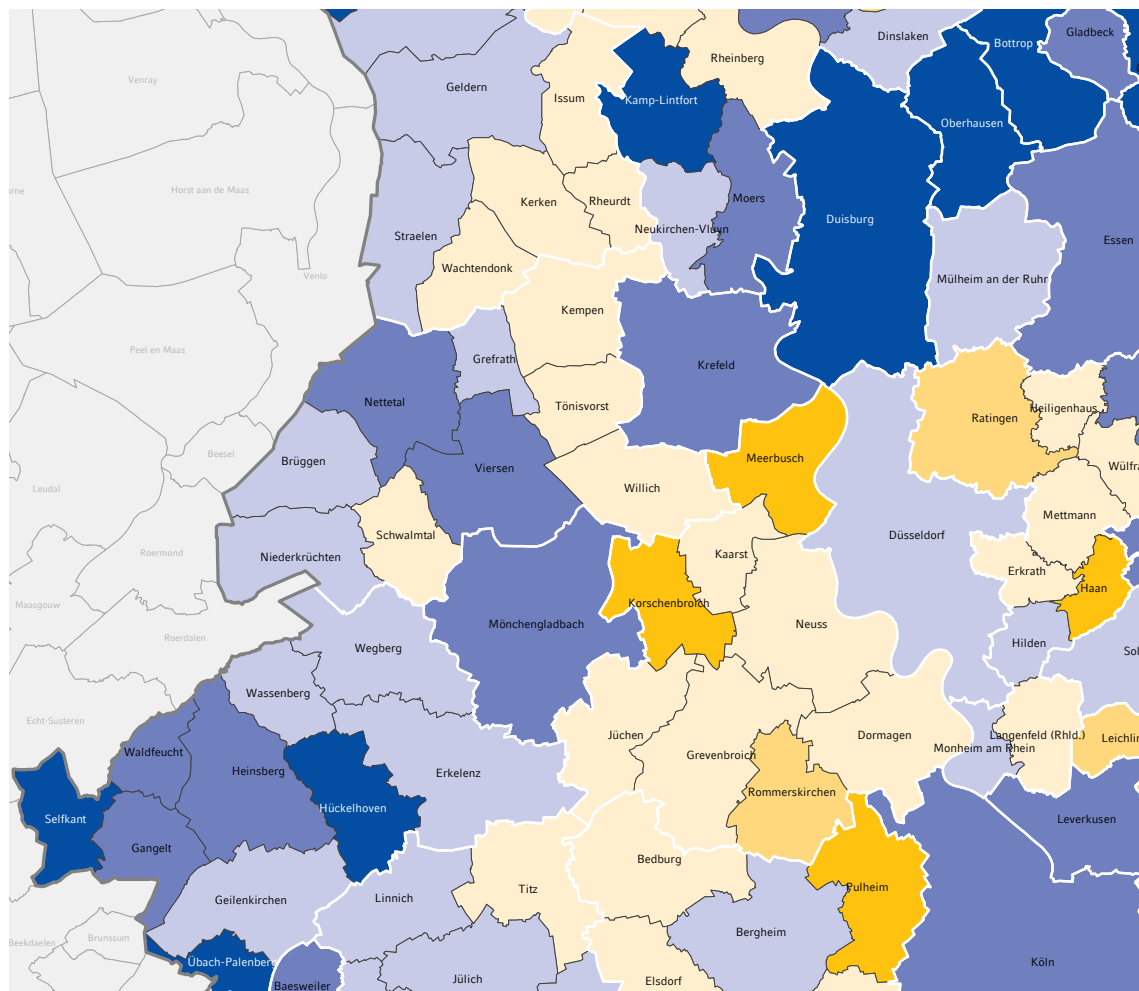 Dinslaken
Gladbeck
Bottrop
Rheinberg
Venray
Geldern
Issum
Kamp-Lintfort
Oberhausen
Horst aan de Maas
Kerken
Rheurdt
Moers
Duisburg
Straelen
Neukirchen-Vluyn
Essen
Wachtendonk
Venlo
Mülheim an der Ruhr
Kempen
Peel en Maas
Grefrath
Krefeld
Nettetal
Tönisvorst
Heiligenhaus
Ratingen
Beesel
Brüggen
Viersen
Meerbusch
Leudal
Willich
Mettmann
Schwalmtal
Düsseldorf
Roermond
Niederkrüchten
Kaarst
Erkrath
Haan
Maasgouw
Korschenbroich
Mönchengladbach
Neuss
Roerdalen
Wegberg
Hilden
Wassenberg
Echt-Susteren
Jüchen
Dormagen
Langenfeld (Rhld.)
Monheim am Rhein
Waldfeucht
Grevenbroich
Heinsberg
Erkelenz
Rommerskirchen
Hückelhoven
Selfkant
Leverkusen
Gangelt
Bedburg
Titz
Pulheim
Linnich
Geilenkirchen
Bergheim
Brunssum
Beekdaelen
Übach-Palenberg
Köln
Jülich
Elsdorf
Baesweiler